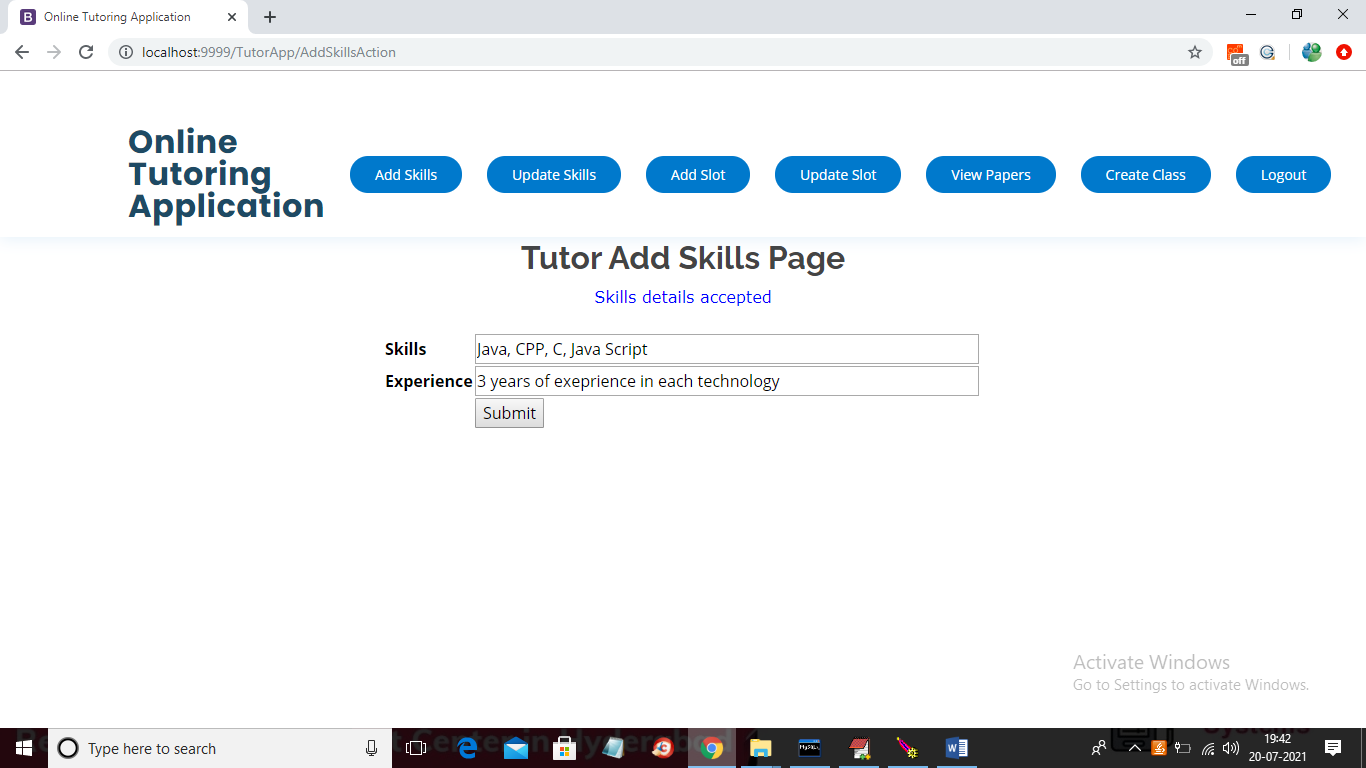 Online Tutoring Application
localhost:9999/TutorApp/AddSkillsAction
off
Online
Tutoring
Application
Add Skills
Update Skills
Add Slot
Update Slot
View Papers
Create Class
Logout
Tutor Add Skills Page
Skills details accepted
Skills Java, CPP, C, Java Script
Experience 3 years of exeprience in each technology
Submit
Activate Windows
Go to Settings to activate Windows.
Type here to search
19:42
20-07-2021